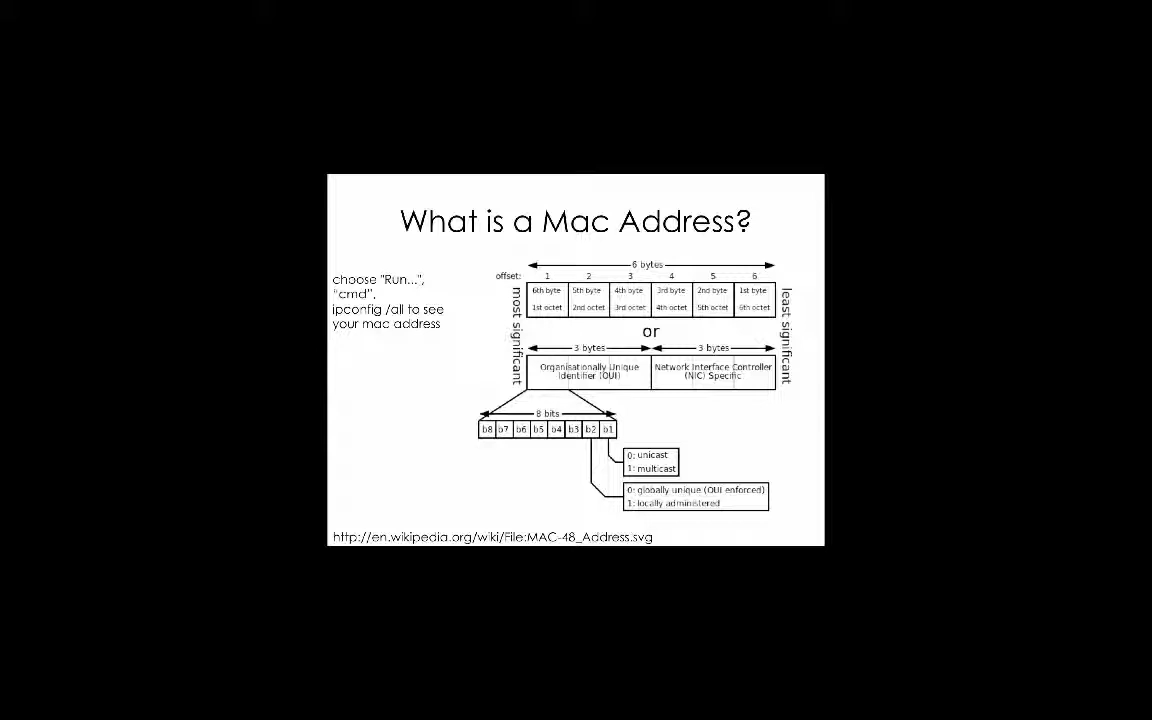 What is a Mac Address?
choose "Run...",
"cmd",
ipconfig /all to see
your mac address
6 bytes
offset: 1 2 3 4 5 6
6th byte 5th byte 4th byte 3rd byte 2nd byte 1st byte
1st octet 2nd octet 3rd octet 4th octet 5th octet 6th octet
most significant
least significant
or
3 bytes 3 bytes
Organisationally Unique Network Interface Controller
Identifier (OUI) (NIC) Specific
8 bits
b8 b7 b6 b5 b4 b3 b2 b1
0: unicast
1: multicast
0: globally unique (OUI enforced)
1: locally administered
http://en.wikipedia.org/wiki/File:MAC-48_Address.svg